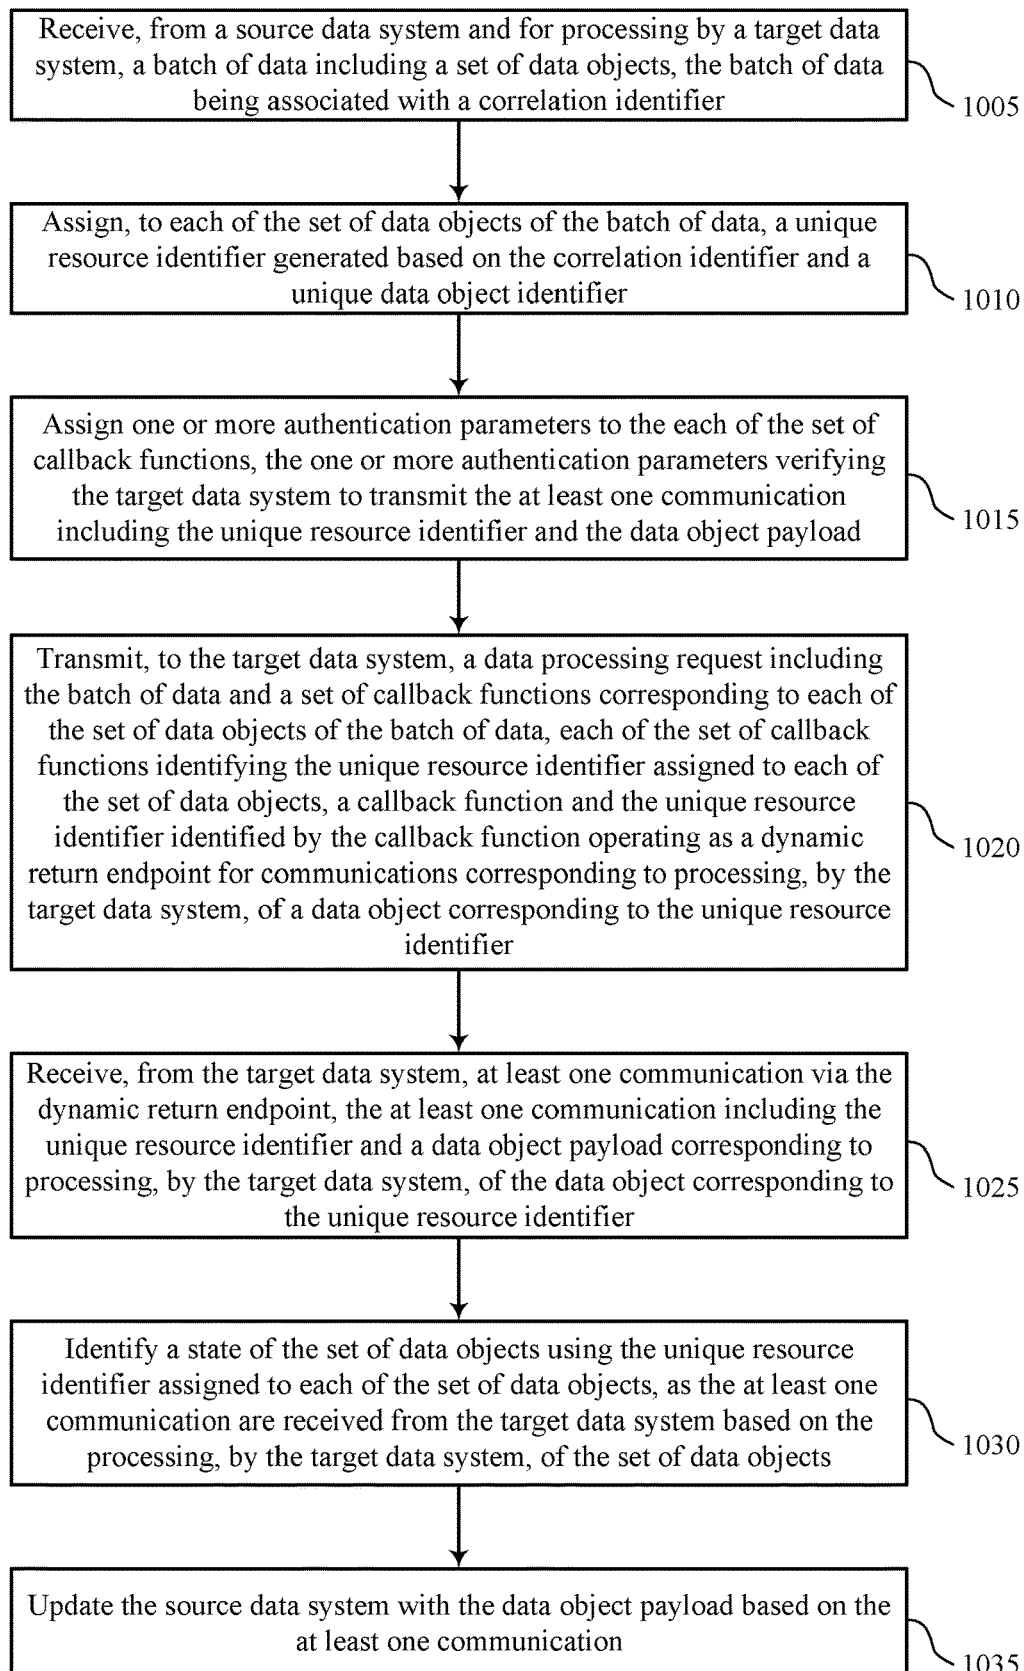 Receive, from a source data system and for processing by a target data
system, a batch of data including a set of data objects, the batch of data
being associated with a correlation identifier
1005
Assign, to each of the set of data objects of the batch of data, a unique
resource identifier generated based on the correlation identifier and a
unique data object identifier
1010
Assign one or more authentication parameters to the each of the set of
callback functions, the one or more authentication parameters verifying
the target data system to transmit the at least one communication
including the unique resource identifier and the data object payload
1015
Transmit, to the target data system, a data processing request including
the batch of data and a set of callback functions corresponding to each of
the set of data objects of the batch of data, each of the set of callback
functions identifying the unique resource identifier assigned to each of
the set of data objects, a callback function and the unique resource
identifier identified by the callback function operating as a dynamic
return endpoint for communications corresponding to processing, by the
target data system, of a data object corresponding to the unique resource
identifier
1020
Receive, from the target data system, at least one communication via the
dynamic return endpoint, the at least one communication including the
unique resource identifier and a data object payload corresponding to
processing, by the target data system, of the data object corresponding to
the unique resource identifier
1025
Identify a state of the set of data objects using the unique resource
identifier assigned to each of the set of data objects, as the at least one
communication are received from the target data system based on the
processing, by the target data system, of the set of data objects
1030
Update the source data system with the data object payload based on the
at least one communication
1035